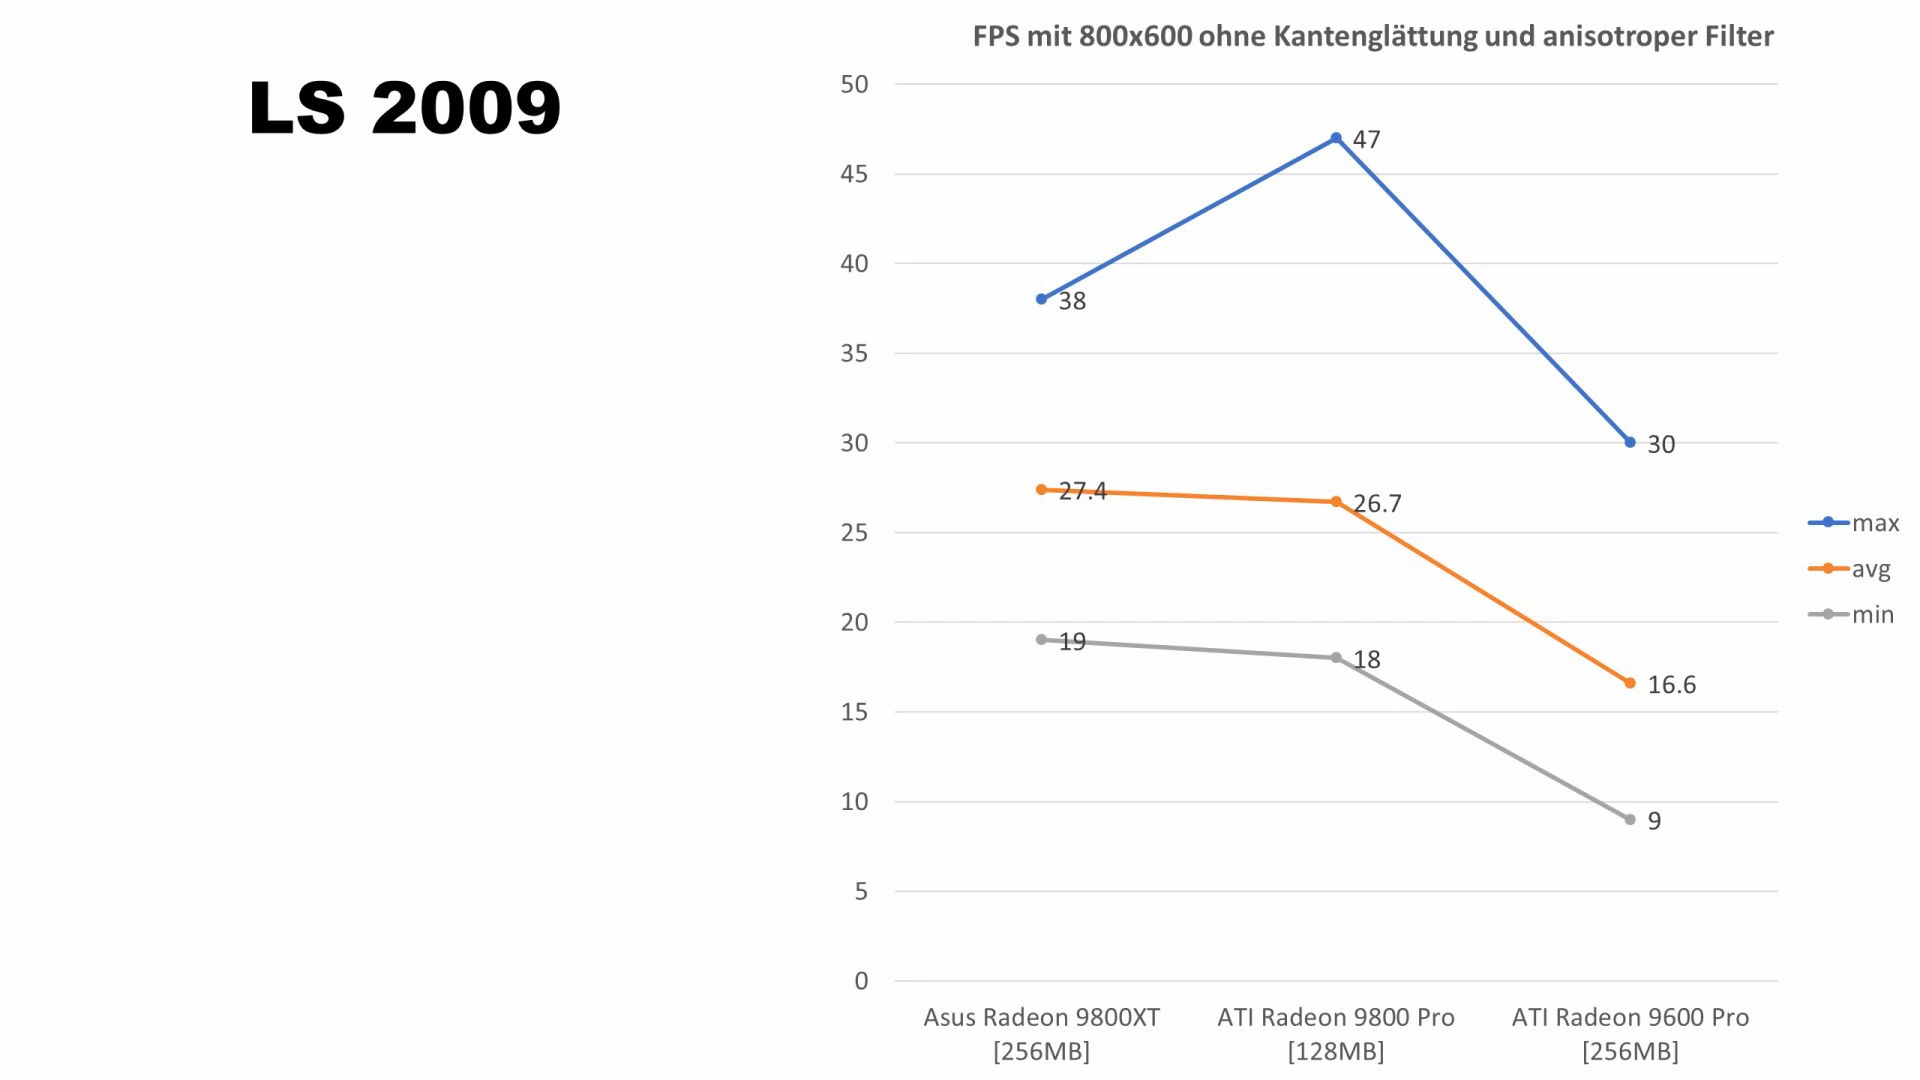 LS 2009
FPS mit 800x600 ohne Kantenglättung und anisotroper Filter
50
45
40
35
30
25
20
15
10
5
0
38
47
30
27.4
26.7
16.6
19
18
9
max
avg
min
Asus Radeon 9800XT
[256MB]
ATI Radeon 9800 Pro
[128MB]
ATI Radeon 9600 Pro
[256MB]